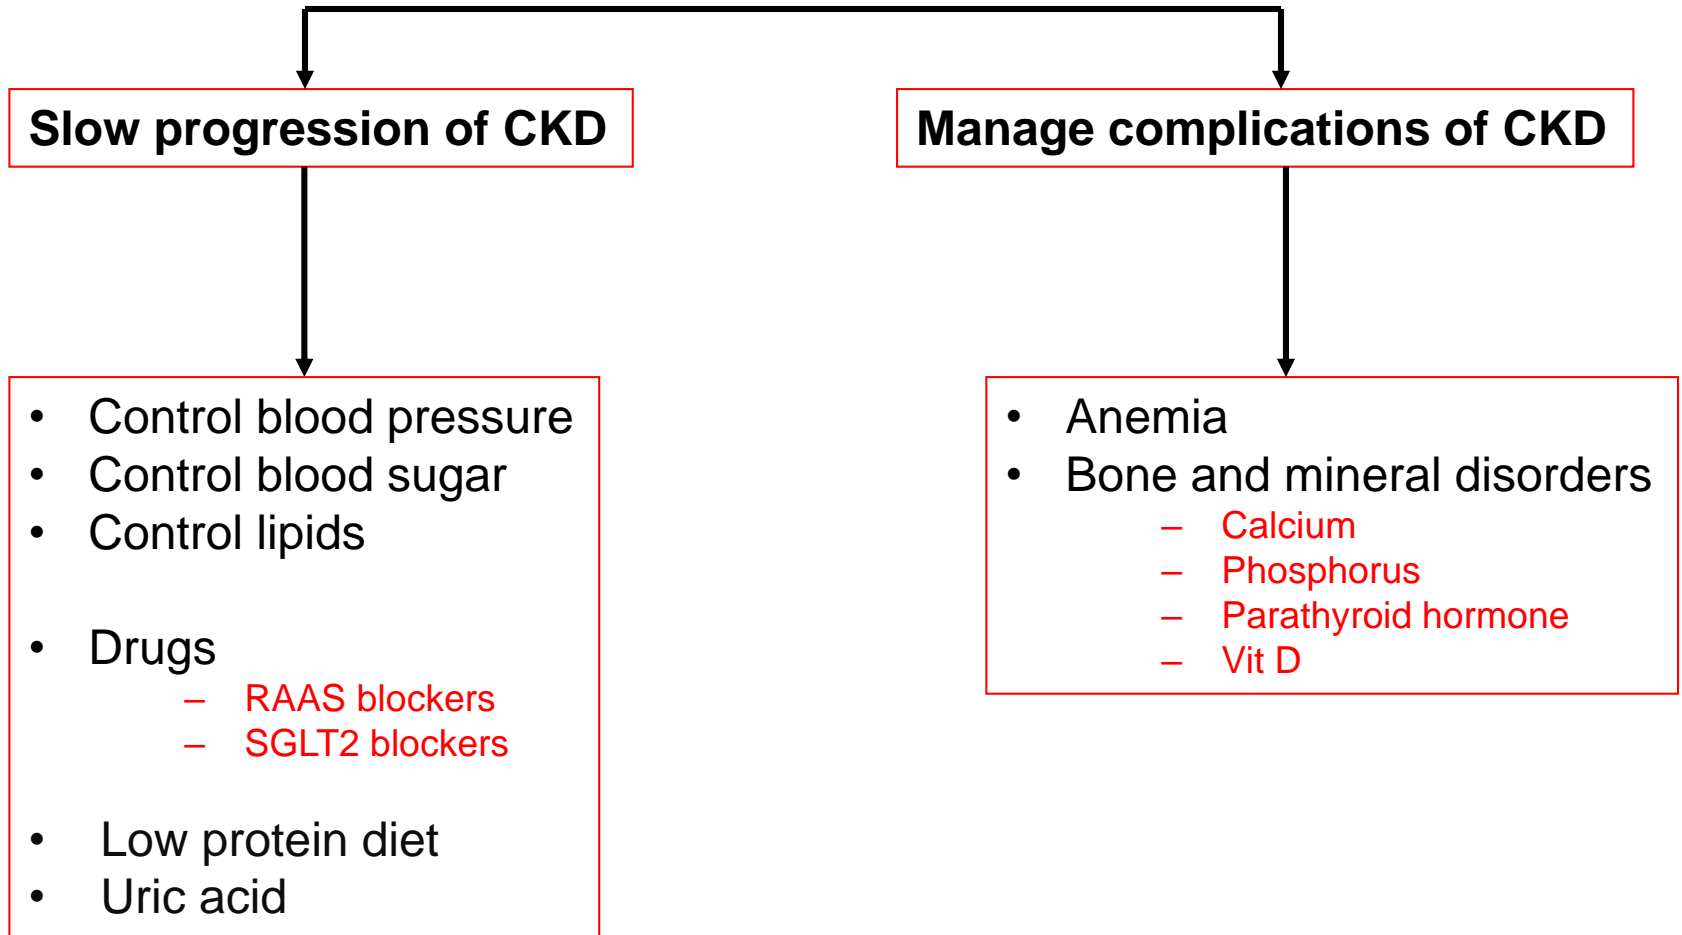 Slow progression of CKD
Manage complications of CKD
• Control blood pressure
• Control blood sugar
• Control lipids
• Drugs
– RAAS blockers
– SGLT2 blockers
• Low protein diet
• Uric acid
• Anemia
• Bone and mineral disorders
– Calcium
– Phosphorus
– Parathyroid hormone
– Vit D